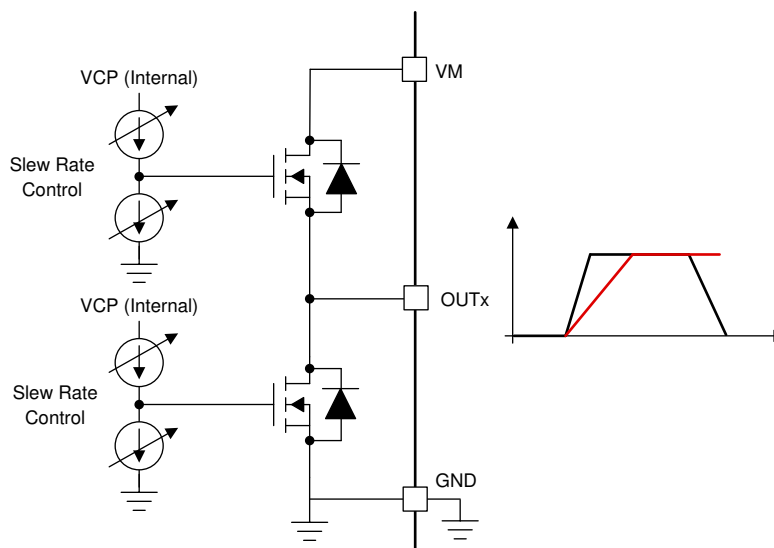 VM
VCP (Internal)
Slew Rate
Control
OUTx
VCP (Internal)
Slew Rate
Control
GND